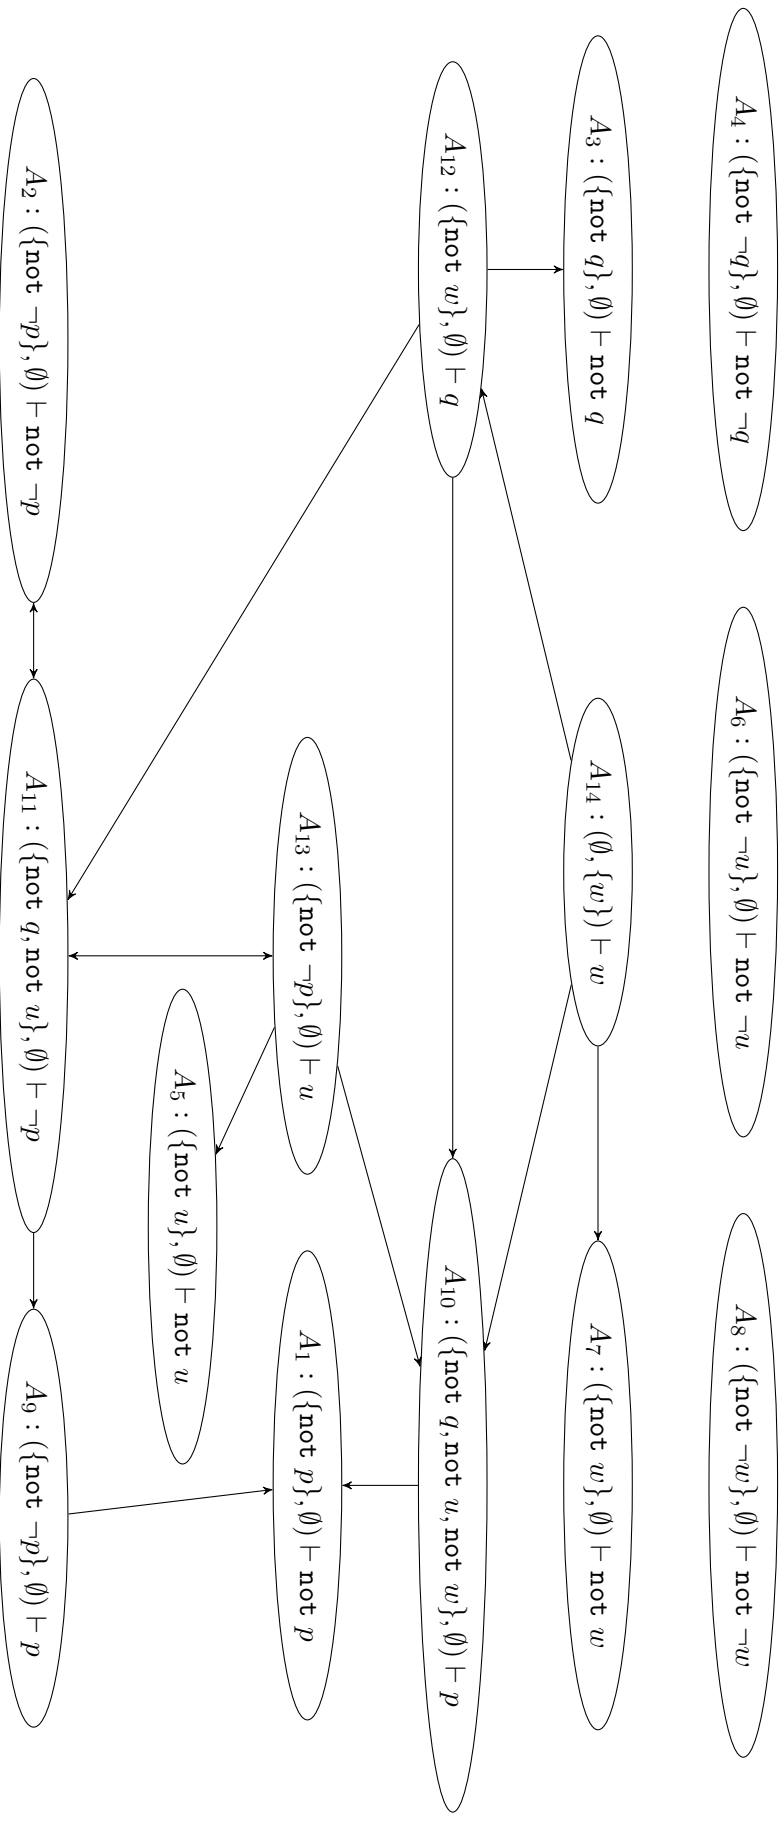 A₄ : ({not ¬q}, ∅) ⊢ not ¬q
A₆ : ({not ¬u}, ∅) ⊢ not ¬u
A₈ : ({not ¬w}, ∅) ⊢ not ¬w
A₃ : ({not q}, ∅) ⊢ not q
A₁₄ : (∅, {w}) ⊢ w
A₇ : ({not w}, ∅) ⊢ not w
A₁₂ : ({not w}, ∅) ⊢ q
A₁₀ : ({not q, not u, not w}, ∅) ⊢ p
A₁₃ : ({not ¬p}, ∅) ⊢ u
A₁ : ({not p}, ∅) ⊢ not p
A₅ : ({not u}, ∅) ⊢ not u
A₂ : ({not ¬p}, ∅) ⊢ not ¬p
A₁₁ : ({not q, not u}, ∅) ⊢ ¬p
A₉ : ({not ¬p}, ∅) ⊢ p